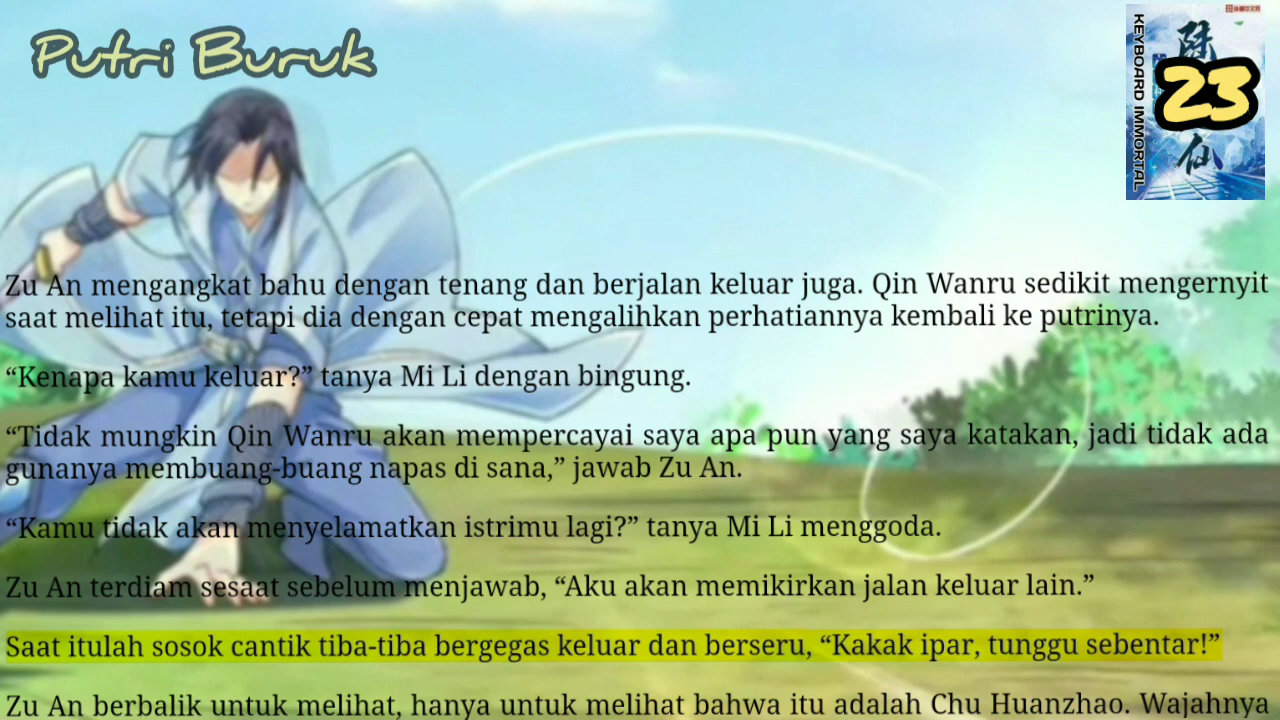 Putri Buruk
KEYBOARD IMMORTAL
陆
仙
23
Zu An mengangkat bahu dengan tenang dan berjalan keluar juga. Qin Wanru sedikit mengernyit
saat melihat itu, tetapi dia dengan cepat mengalihkan perhatiannya kembali ke putrinya.
“Kenapa kamu keluar?” tanya Mi Li dengan bingung.
“Tidak mungkin Qin Wanru akan mempercayai saya apa pun yang saya katakan, jadi tidak ada
gunanya membuang-buang napas di sana,” jawab Zu An.
“Kamu tidak akan menyelamatkan istrimu lagi?” tanya Mi Li menggoda.
Zu An terdiam sesaat sebelum menjawab, “Aku akan memikirkan jalan keluar lain.”
Saat itulah sosok cantik tiba-tiba bergegas keluar dan berseru, “Kakak ipar, tunggu sebentar!”
Zu An berbalik untuk melihat, hanya untuk melihat bahwa itu adalah Chu Huanzhao. Wajahnya